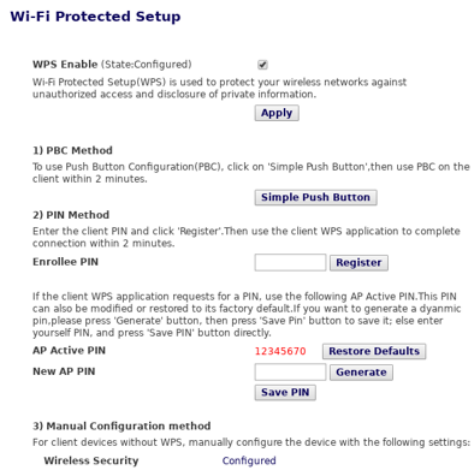 Wi-Fi Protected Setup
WPS Enable (State:Configured)
Wi-Fi Protected Setup(WPS) is used to protect your wireless networks against
unauthorized access and disclosure of private information.
Apply
1) PBC Method
To use Push Button Configuration(PBC), click on 'Simple Push Button',then use PBC on the
client within 2 minutes.
Simple Push Button
2) PIN Method
Enter the client PIN and click 'Register'.Then use the client WPS application to complete
connection within 2 minutes.
Enrollee PIN Register
If the client WPS application requests for a PIN, use the following AP Active PIN.This PIN
can also be modified or restored to its factory default.If you want to generate a dyanmic
pin,please press 'Generate' button, then press 'Save Pin' button to save it; else enter
yourself PIN, and press 'Save PIN' button directly.
AP Active PIN 12345670 Restore Defaults
New AP PIN Generate
Save PIN
3) Manual Configuration method
For client devices without WPS, manually configure the device with the following settings:
Wireless Security Configured